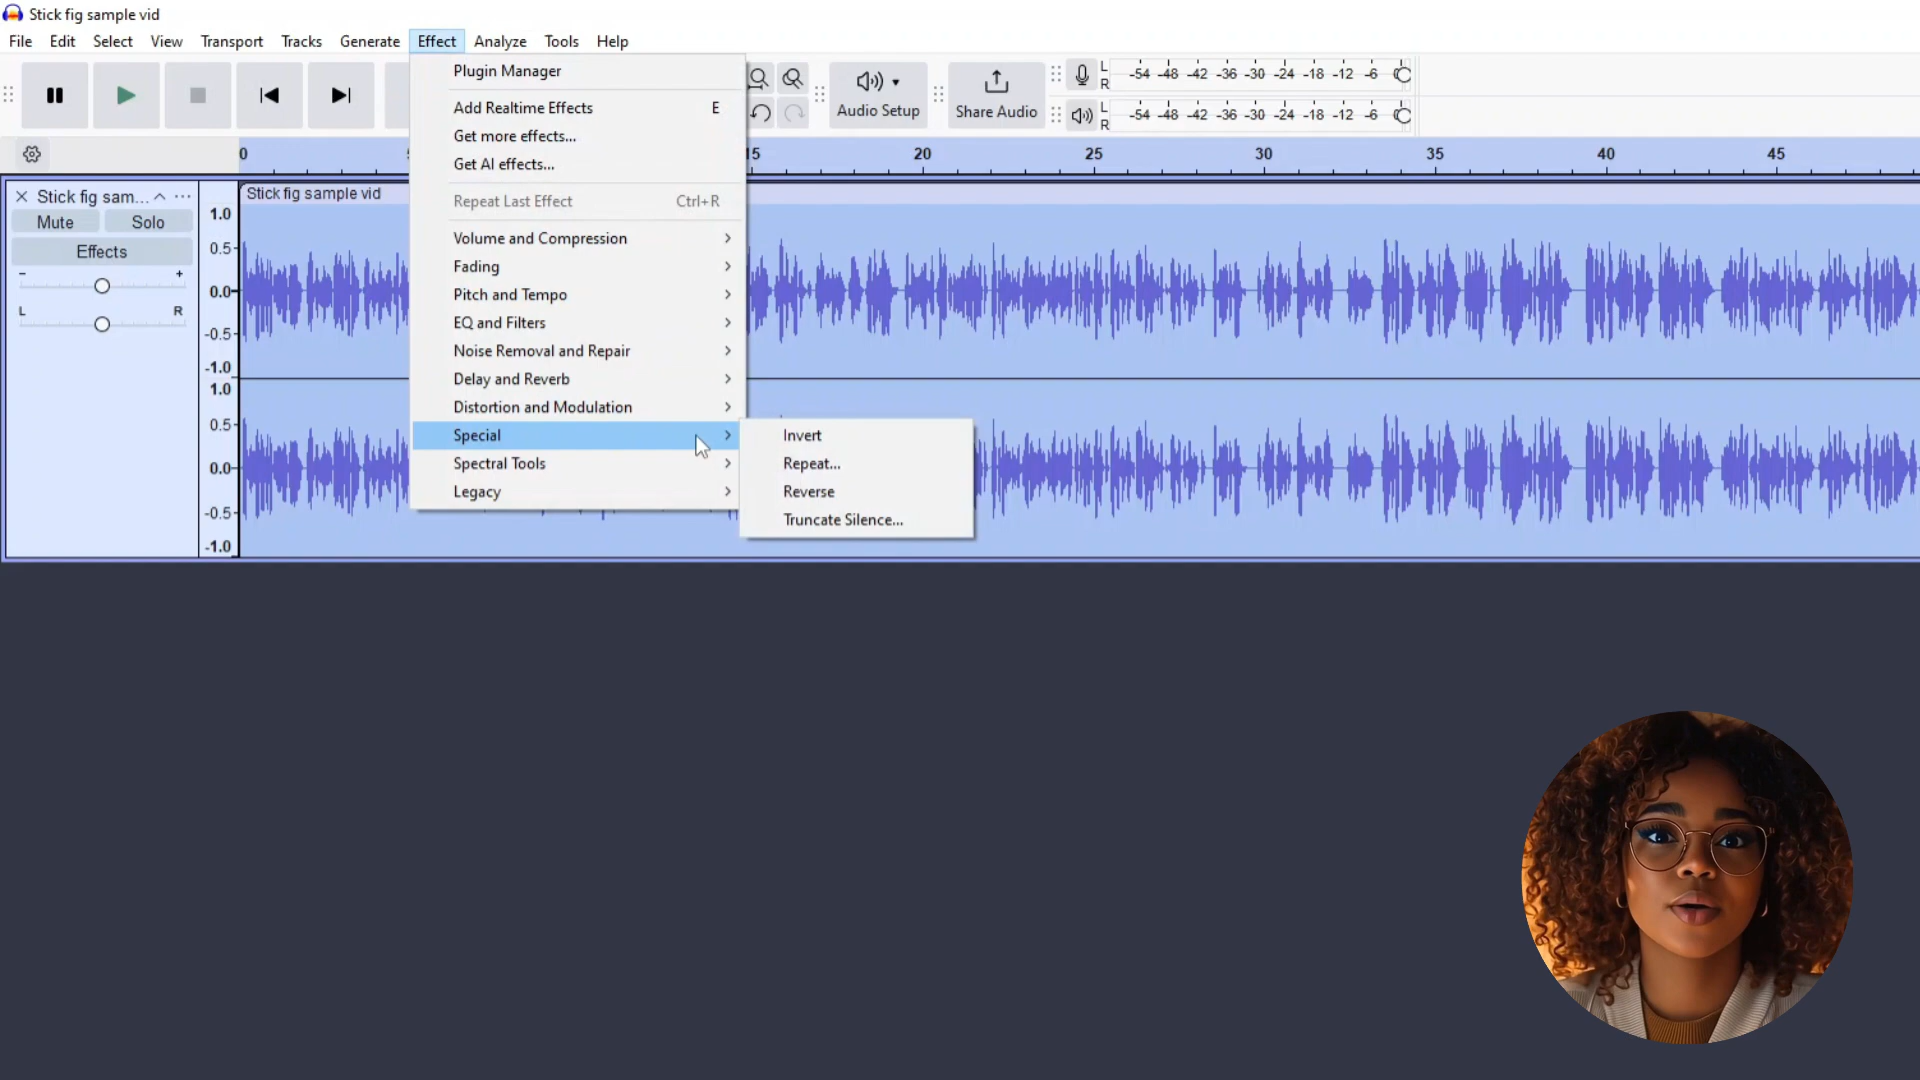 Stick fig sample vid
File Edit Select View Transport Tracks Generate Effect Analyze Tools Help
Plugin Manager
Add Realtime Effects E
Get more effects...
Get AI effects...
Repeat Last Effect Ctrl+R
Volume and Compression
Fading
Pitch and Tempo
EQ and Filters
Noise Removal and Repair
Delay and Reverb
Distortion and Modulation
Special
Spectral Tools
Legacy
Invert
Repeat...
Reverse
Truncate Silence...
Audio Setup
Share Audio
L
R
-54 -48 -42 -36 -30 -24 -18 -12 -6
L
R
-54 -48 -42 -36 -30 -24 -18 -12 -6
0 15 20 25 30 35 40 45
Stick fig sam...
Stick fig sample vid
Mute Solo
Effects
- +
L R
1.0
0.5
0.0
-0.5
-1.0
1.0
0.5
0.0
-0.5
-1.0